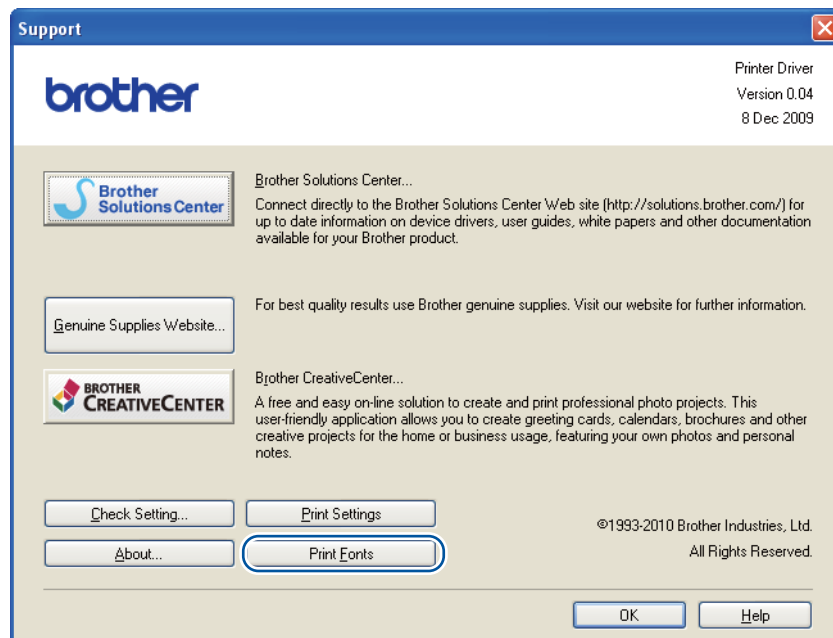 Support
brother
Printer Driver
Version 0.04
8 Dec 2009
Brother
Solutions Center
Brother Solutions Center...
Connect directly to the Brother Solutions Center Web site (http://solutions.brother.com/) for
up to date information on device drivers, user guides, white papers and other documentation
available for your Brother product.
Genuine Supplies Website...
For best quality results use Brother genuine supplies. Visit our website for further information.
BROTHER
CREATIVECENTER
Brother CreativeCenter...
A free and easy on-line solution to create and print professional photo projects. This
user-friendly application allows you to create greeting cards, calendars, brochures and other
creative projects for the home or business usage, featuring your own photos and personal
notes.
Check Setting...
Print Settings
About...
Print Fonts
©1993-2010 Brother Industries, Ltd.
All Rights Reserved.
OK
Help